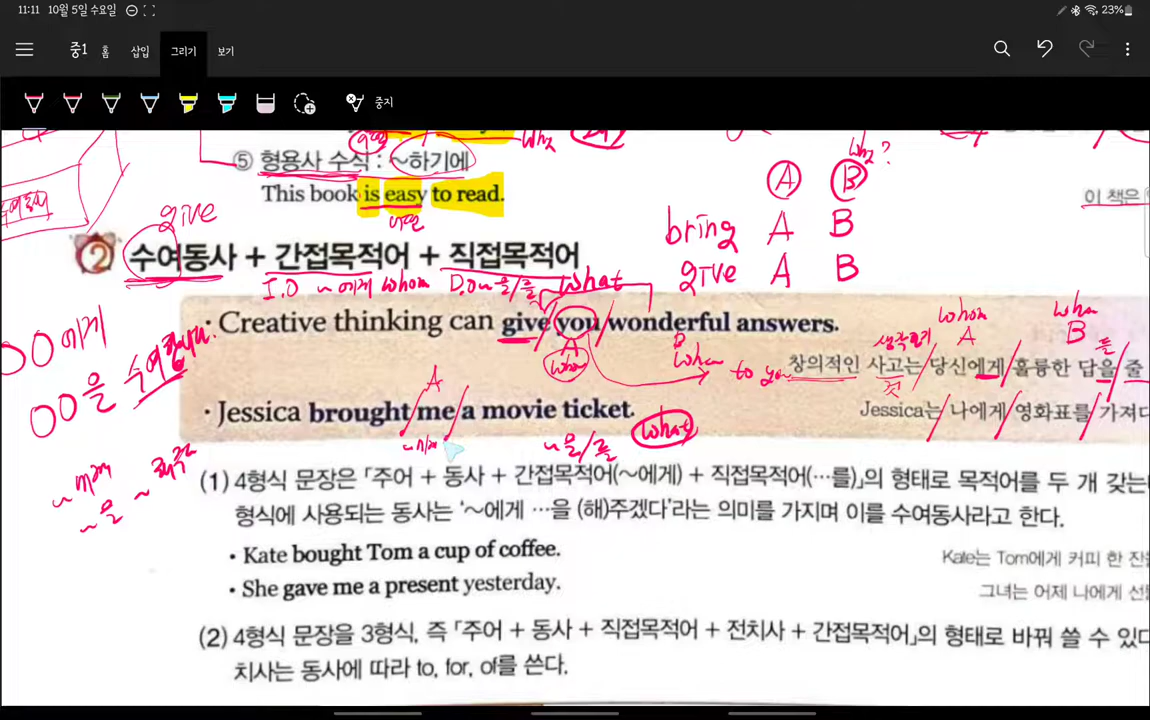 11:11 10월 5일 수요일 23%
중1 홈 삽입 그리기 보기
중지
why?
⑤ 형용사 수식 : ~하기에
This book is easy to read.
이 책은
어떤
A B
give
bring A B
give A B
2 수여동사 + 간접목적어 + 직접목적어
I.O ~에게 whom D.O ~을/를 what
· Creative thinking can give / you / wonderful answers.
A
whom
to you
whom
A
B
를
창의적인 사고는 / 당신에게 / 훌륭한 답을 / 줄
것
OO에게
OO을 수여합니다.
A
· Jessica brought / me / a movie ticket.
Jessica는 / 나에게 / 영화표를 / 가져다
~을/를 what
(1) 4형식 문장은 「주어 + 동사 + 간접목적어(~에게) + 직접목적어(…를)」의 형태로 목적어를 두 개 갖는
형식에 사용되는 동사는 '~에게 …을 (해)주겠다'라는 의미를 가지며 이를 수여동사라고 한다.
• Kate bought Tom a cup of coffee.
Kate는 Tom에게 커피 한 잔
• She gave me a present yesterday.
그녀는 어제 나에게
(2) 4형식 문장을 3형식, 즉 「주어 + 동사 + 직접목적어 + 전치사 + 간접목적어」의 형태로 바꿔 쓸 수 있
치사는 동사에 따라 to, for, of를 쓴다.